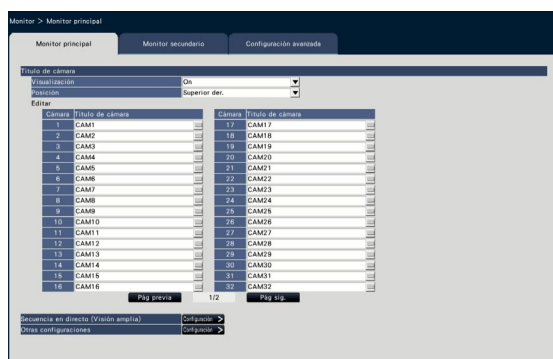 Monitor > Monitor principal
Monitor principal
Monitor secundario
Configuración avanzada
Título de cámara
Visualización On
Posición Superior der.
Editar
Cámara Título de cámara Cámara Título de cámara
1 CAM1 17 CAM17
2 CAM2 18 CAM18
3 CAM3 19 CAM19
4 CAM4 20 CAM20
5 CAM5 21 CAM21
6 CAM6 22 CAM22
7 CAM7 23 CAM23
8 CAM8 24 CAM24
9 CAM9 25 CAM25
10 CAM10 26 CAM26
11 CAM11 27 CAM27
12 CAM12 28 CAM28
13 CAM13 29 CAM29
14 CAM14 30 CAM30
15 CAM15 31 CAM31
16 CAM16 32 CAM32
Pág previa 1/2 Pág sig.
Secuencia en directo (Visión amplia) Configuración >
Otras configuraciones Configuración >